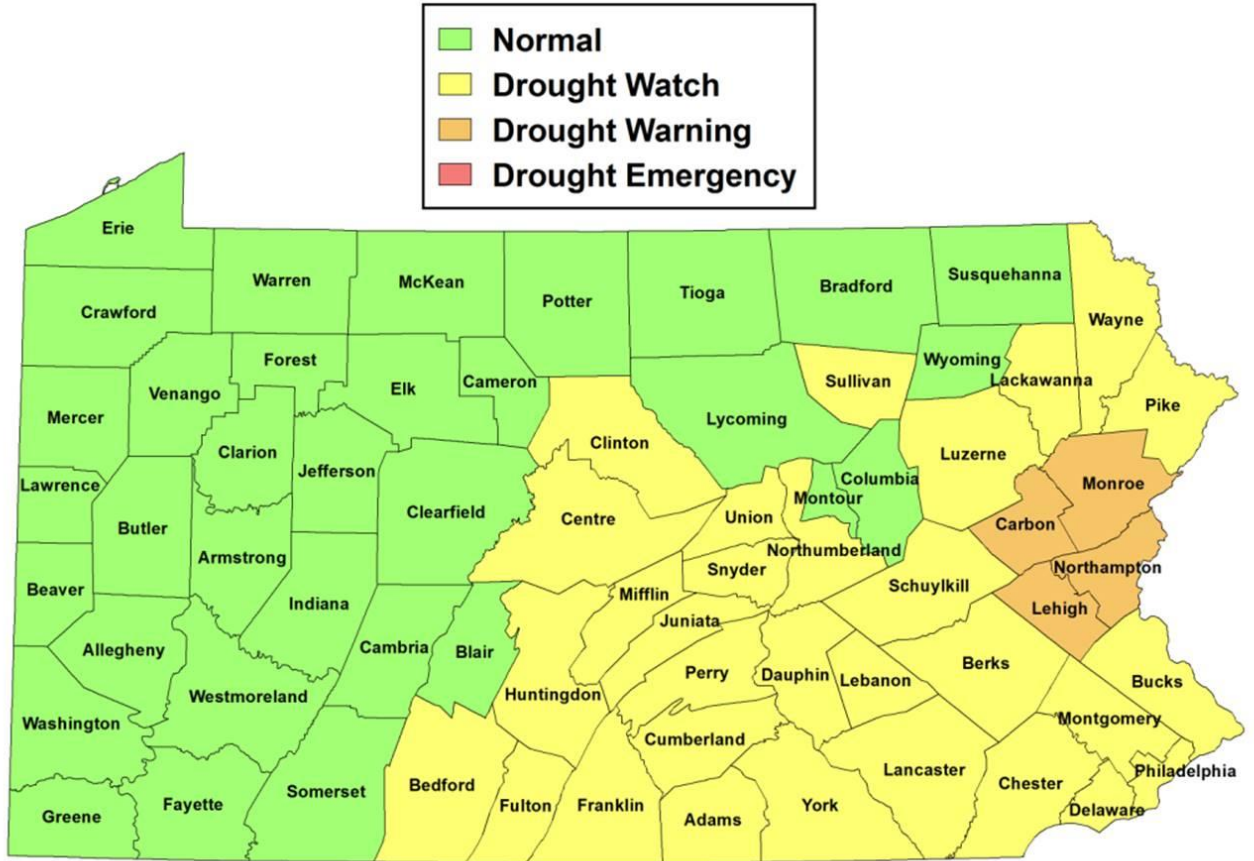 Normal
Drought Watch
Drought Warning
Drought Emergency
Erie
Warren
McKean
Potter
Tioga
Bradford
Susquehanna
Crawford
Wayne
Forest
Venango
Elk
Cameron
Sullivan
Wyoming
Lackawanna
Mercer
Pike
Lycoming
Clinton
Clarion
Jefferson
Luzerne
Lawrence
Columbia
Monroe
Montour
Butler
Clearfield
Centre
Union
Carbon
Armstrong
Northumberland
Northampton
Snyder
Beaver
Schuylkill
Mifflin
Indiana
Lehigh
Juniata
Allegheny
Cambria
Blair
Berks
Perry
Dauphin
Lebanon
Bucks
Westmoreland
Huntingdon
Washington
Montgomery
Cumberland
Lancaster
Philadelphia
Bedford
Chester
Somerset
Fayette
Fulton
Franklin
York
Delaware
Greene
Adams